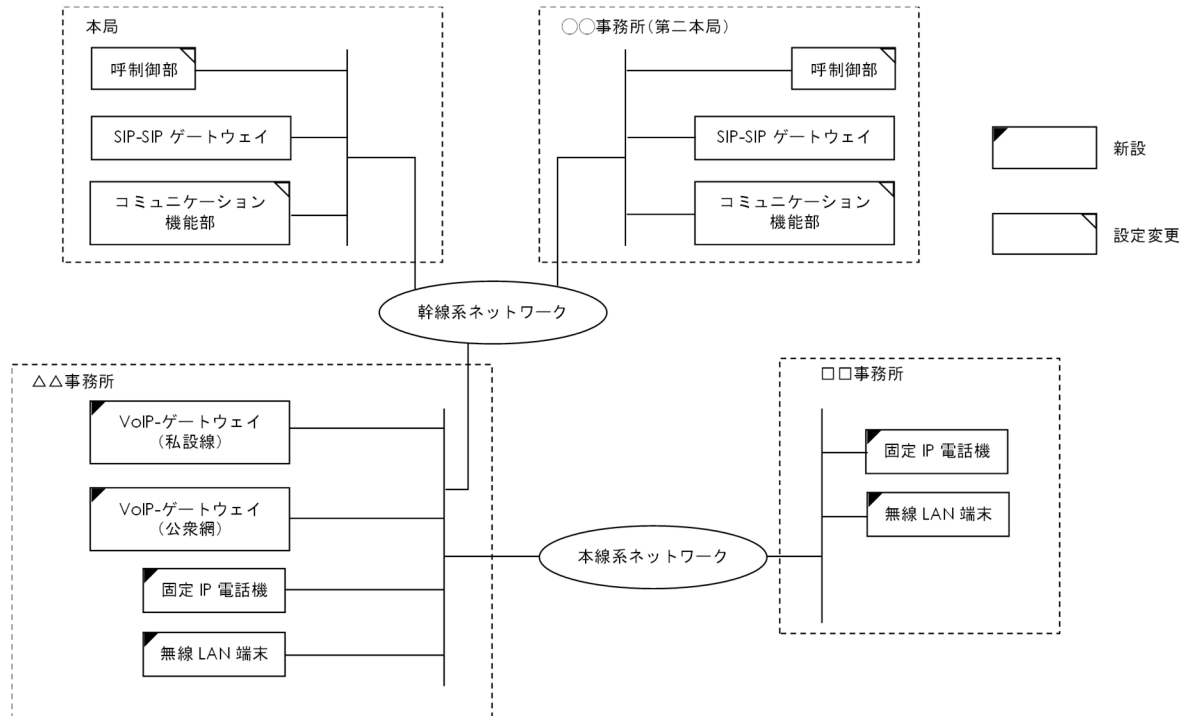 本局
呼制御部
SIP-SIP ゲートウェイ
コミュニケーション
機能部
○○事務所(第二本局)
呼制御部
SIP-SIP ゲートウェイ
コミュニケーション
機能部
新設
設定変更
幹線系ネットワーク
△△事務所
VoIP-ゲートウェイ
(私設線)
VoIP-ゲートウェイ
(公衆網)
固定 IP 電話機
無線 LAN 端末
本線系ネットワーク
□□事務所
固定 IP 電話機
無線 LAN 端末